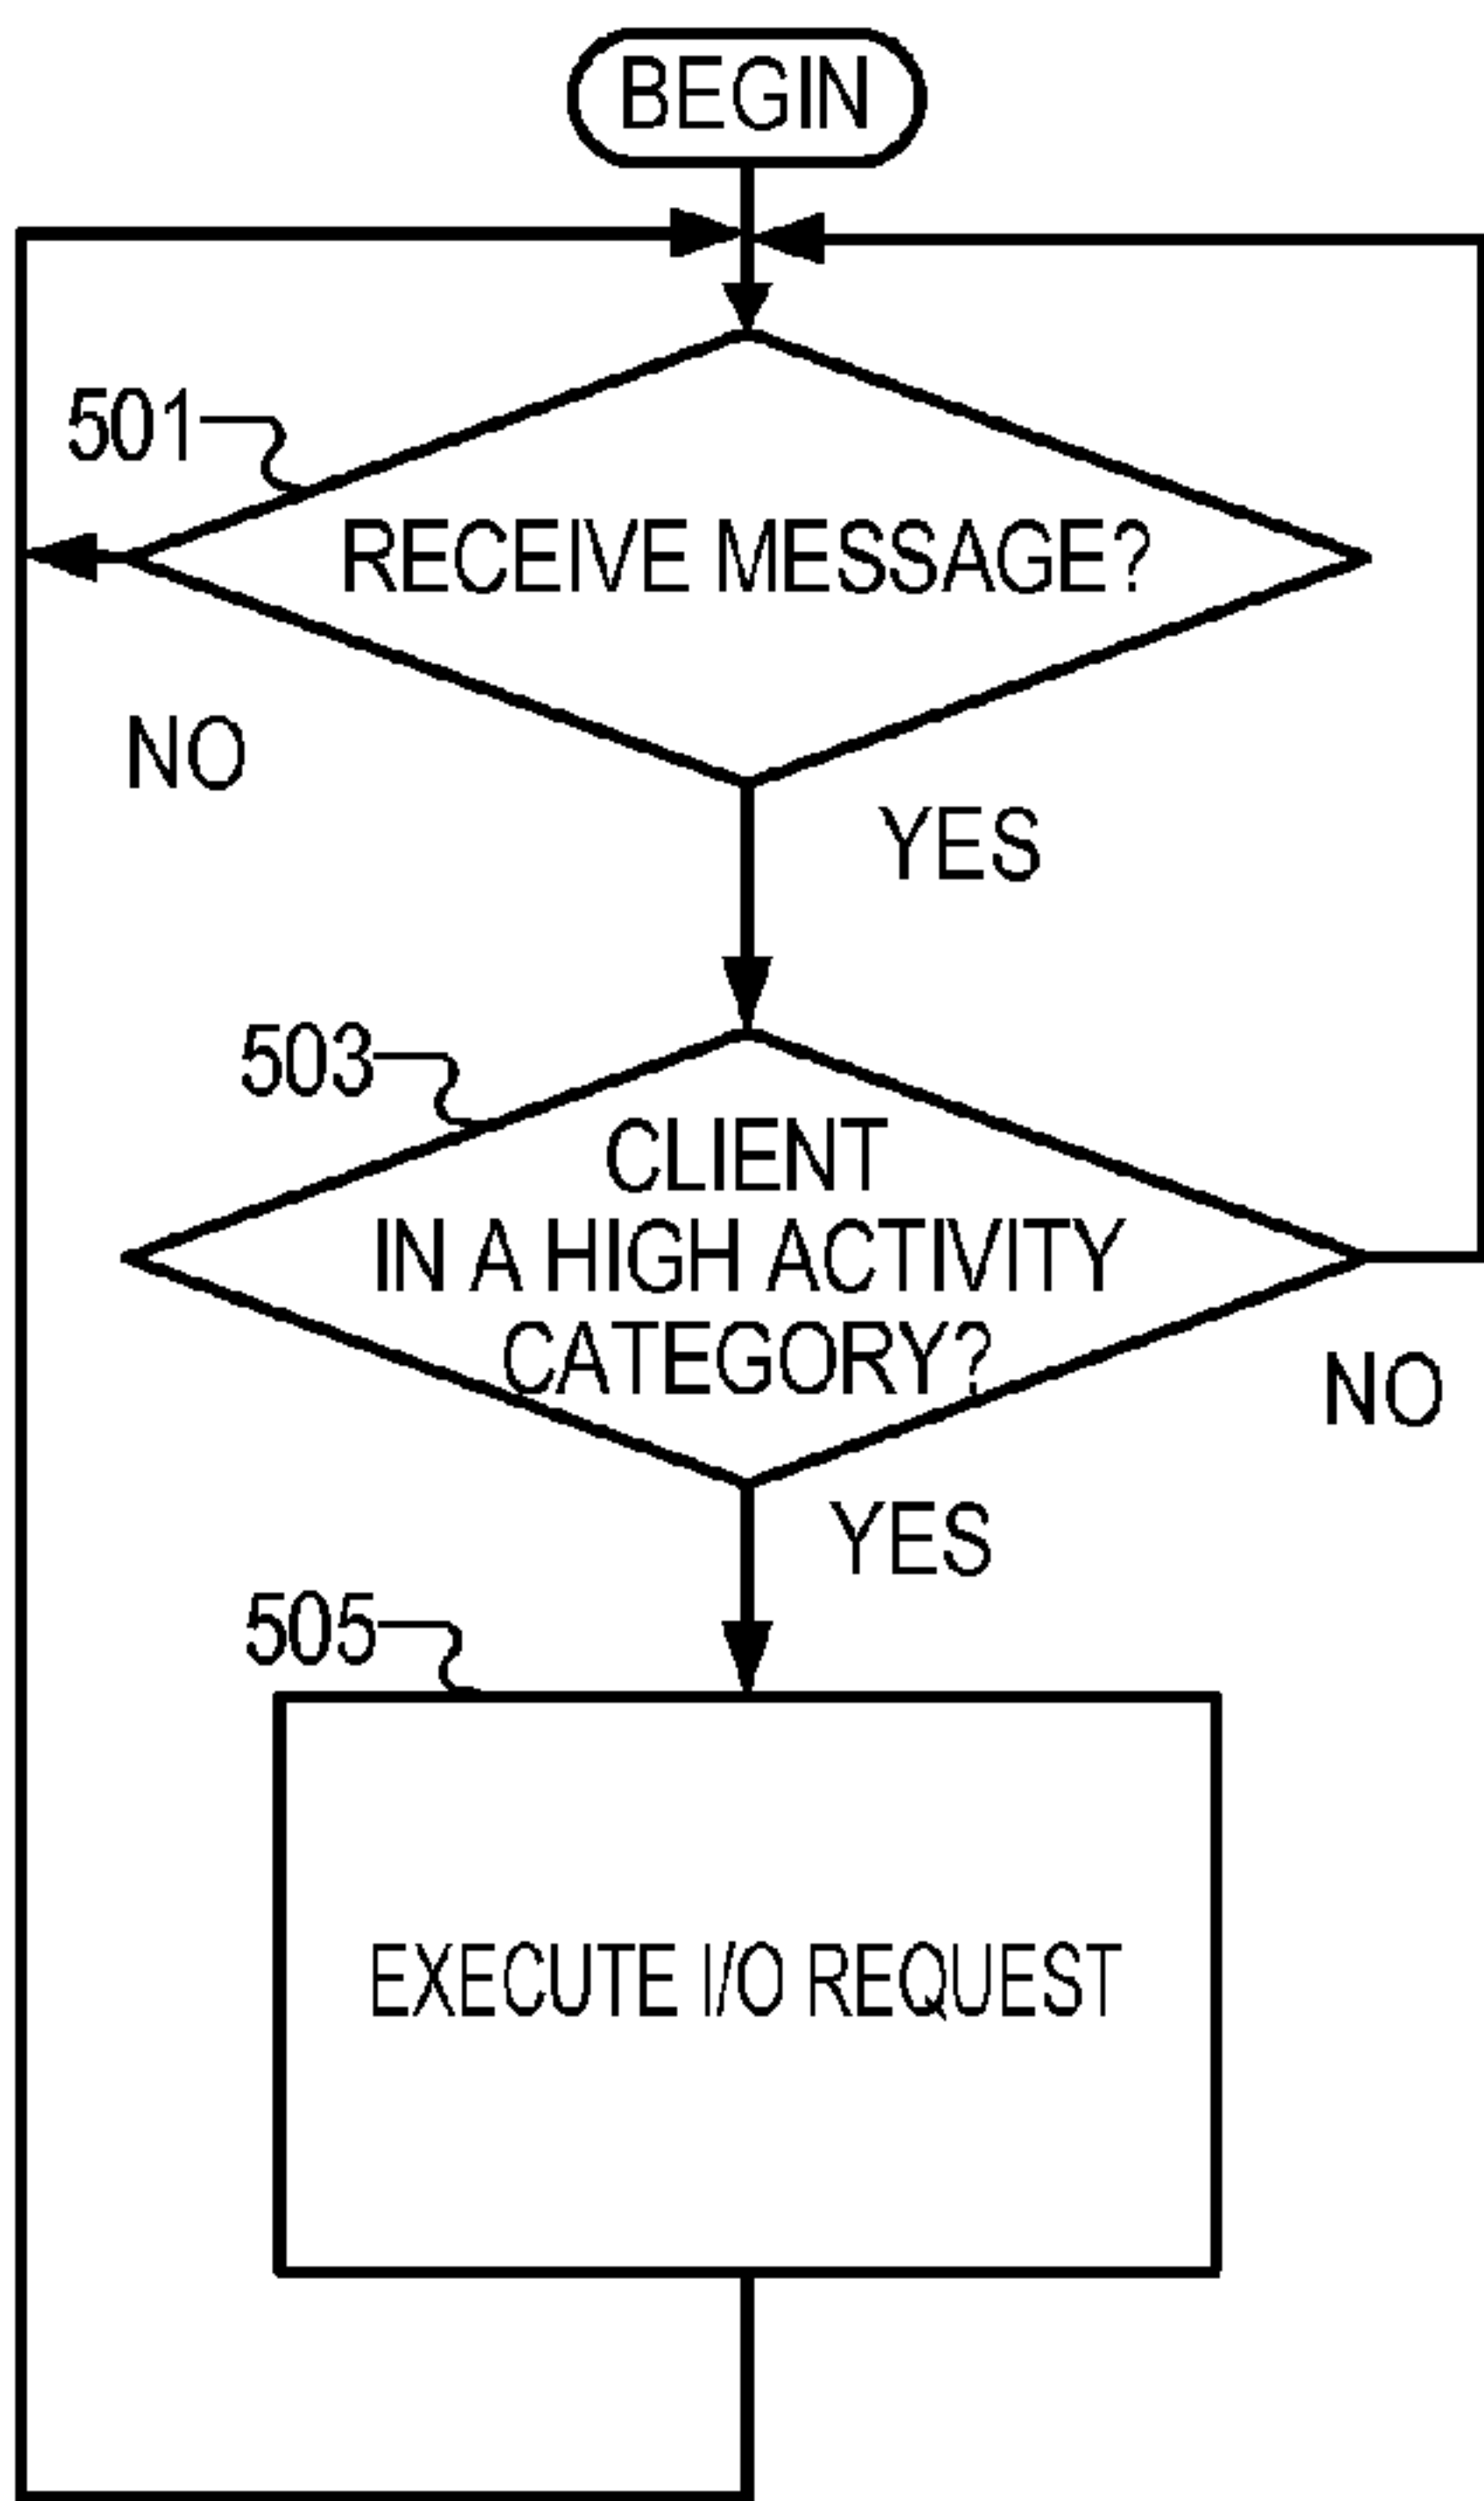 BEGIN
501
RECEIVE MESSAGE?
NO
YES
503
CLIENT
IN A HIGH ACTIVITY
CATEGORY?
NO
YES
505
EXECUTE I/O REQUEST